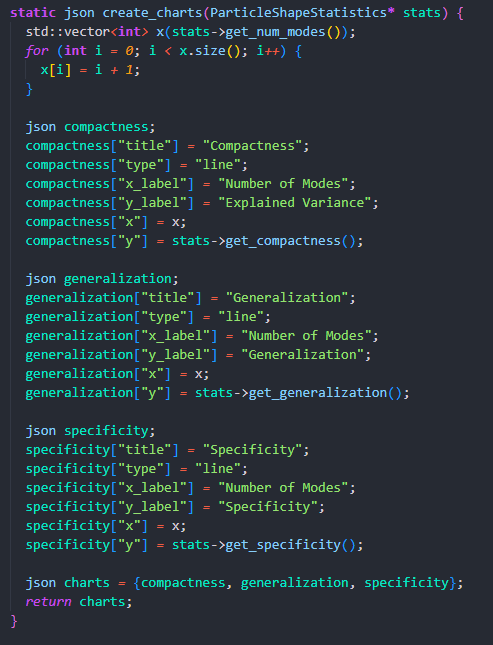 static json create_charts(ParticleShapeStatistics* stats) {
  std::vector<int> x(stats->get_num_modes());
  for (int i = 0; i < x.size(); i++) {
    x[i] = i + 1;
  }

  json compactness;
  compactness["title"] = "Compactness";
  compactness["type"] = "line";
  compactness["x_label"] = "Number of Modes";
  compactness["y_label"] = "Explained Variance";
  compactness["x"] = x;
  compactness["y"] = stats->get_compactness();

  json generalization;
  generalization["title"] = "Generalization";
  generalization["type"] = "line";
  generalization["x_label"] = "Number of Modes";
  generalization["y_label"] = "Generalization";
  generalization["x"] = x;
  generalization["y"] = stats->get_generalization();

  json specificity;
  specificity["title"] = "Specificity";
  specificity["type"] = "line";
  specificity["x_label"] = "Number of Modes";
  specificity["y_label"] = "Specificity";
  specificity["x"] = x;
  specificity["y"] = stats->get_specificity();

  json charts = {compactness, generalization, specificity};
  return charts;
}